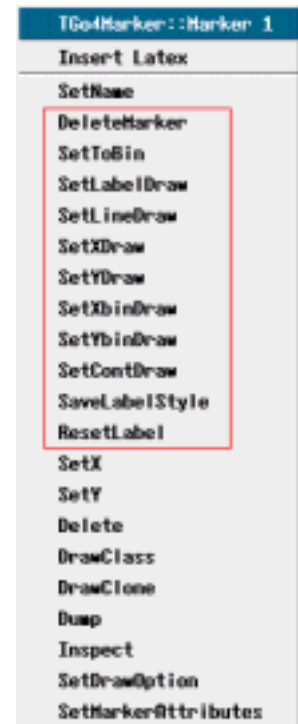 TGo4Marker::Marker 1
Insert Latex
SetName
DeleteMarker
SetToBin
SetLabelDraw
SetLineDraw
SetXDraw
SetYDraw
SetXbinDraw
SetYbinDraw
SetContDraw
SaveLabelStyle
ResetLabel
SetX
SetY
Delete
DrawClass
DrawClone
Dump
Inspect
SetDrawOption
SetMarkerAttributes